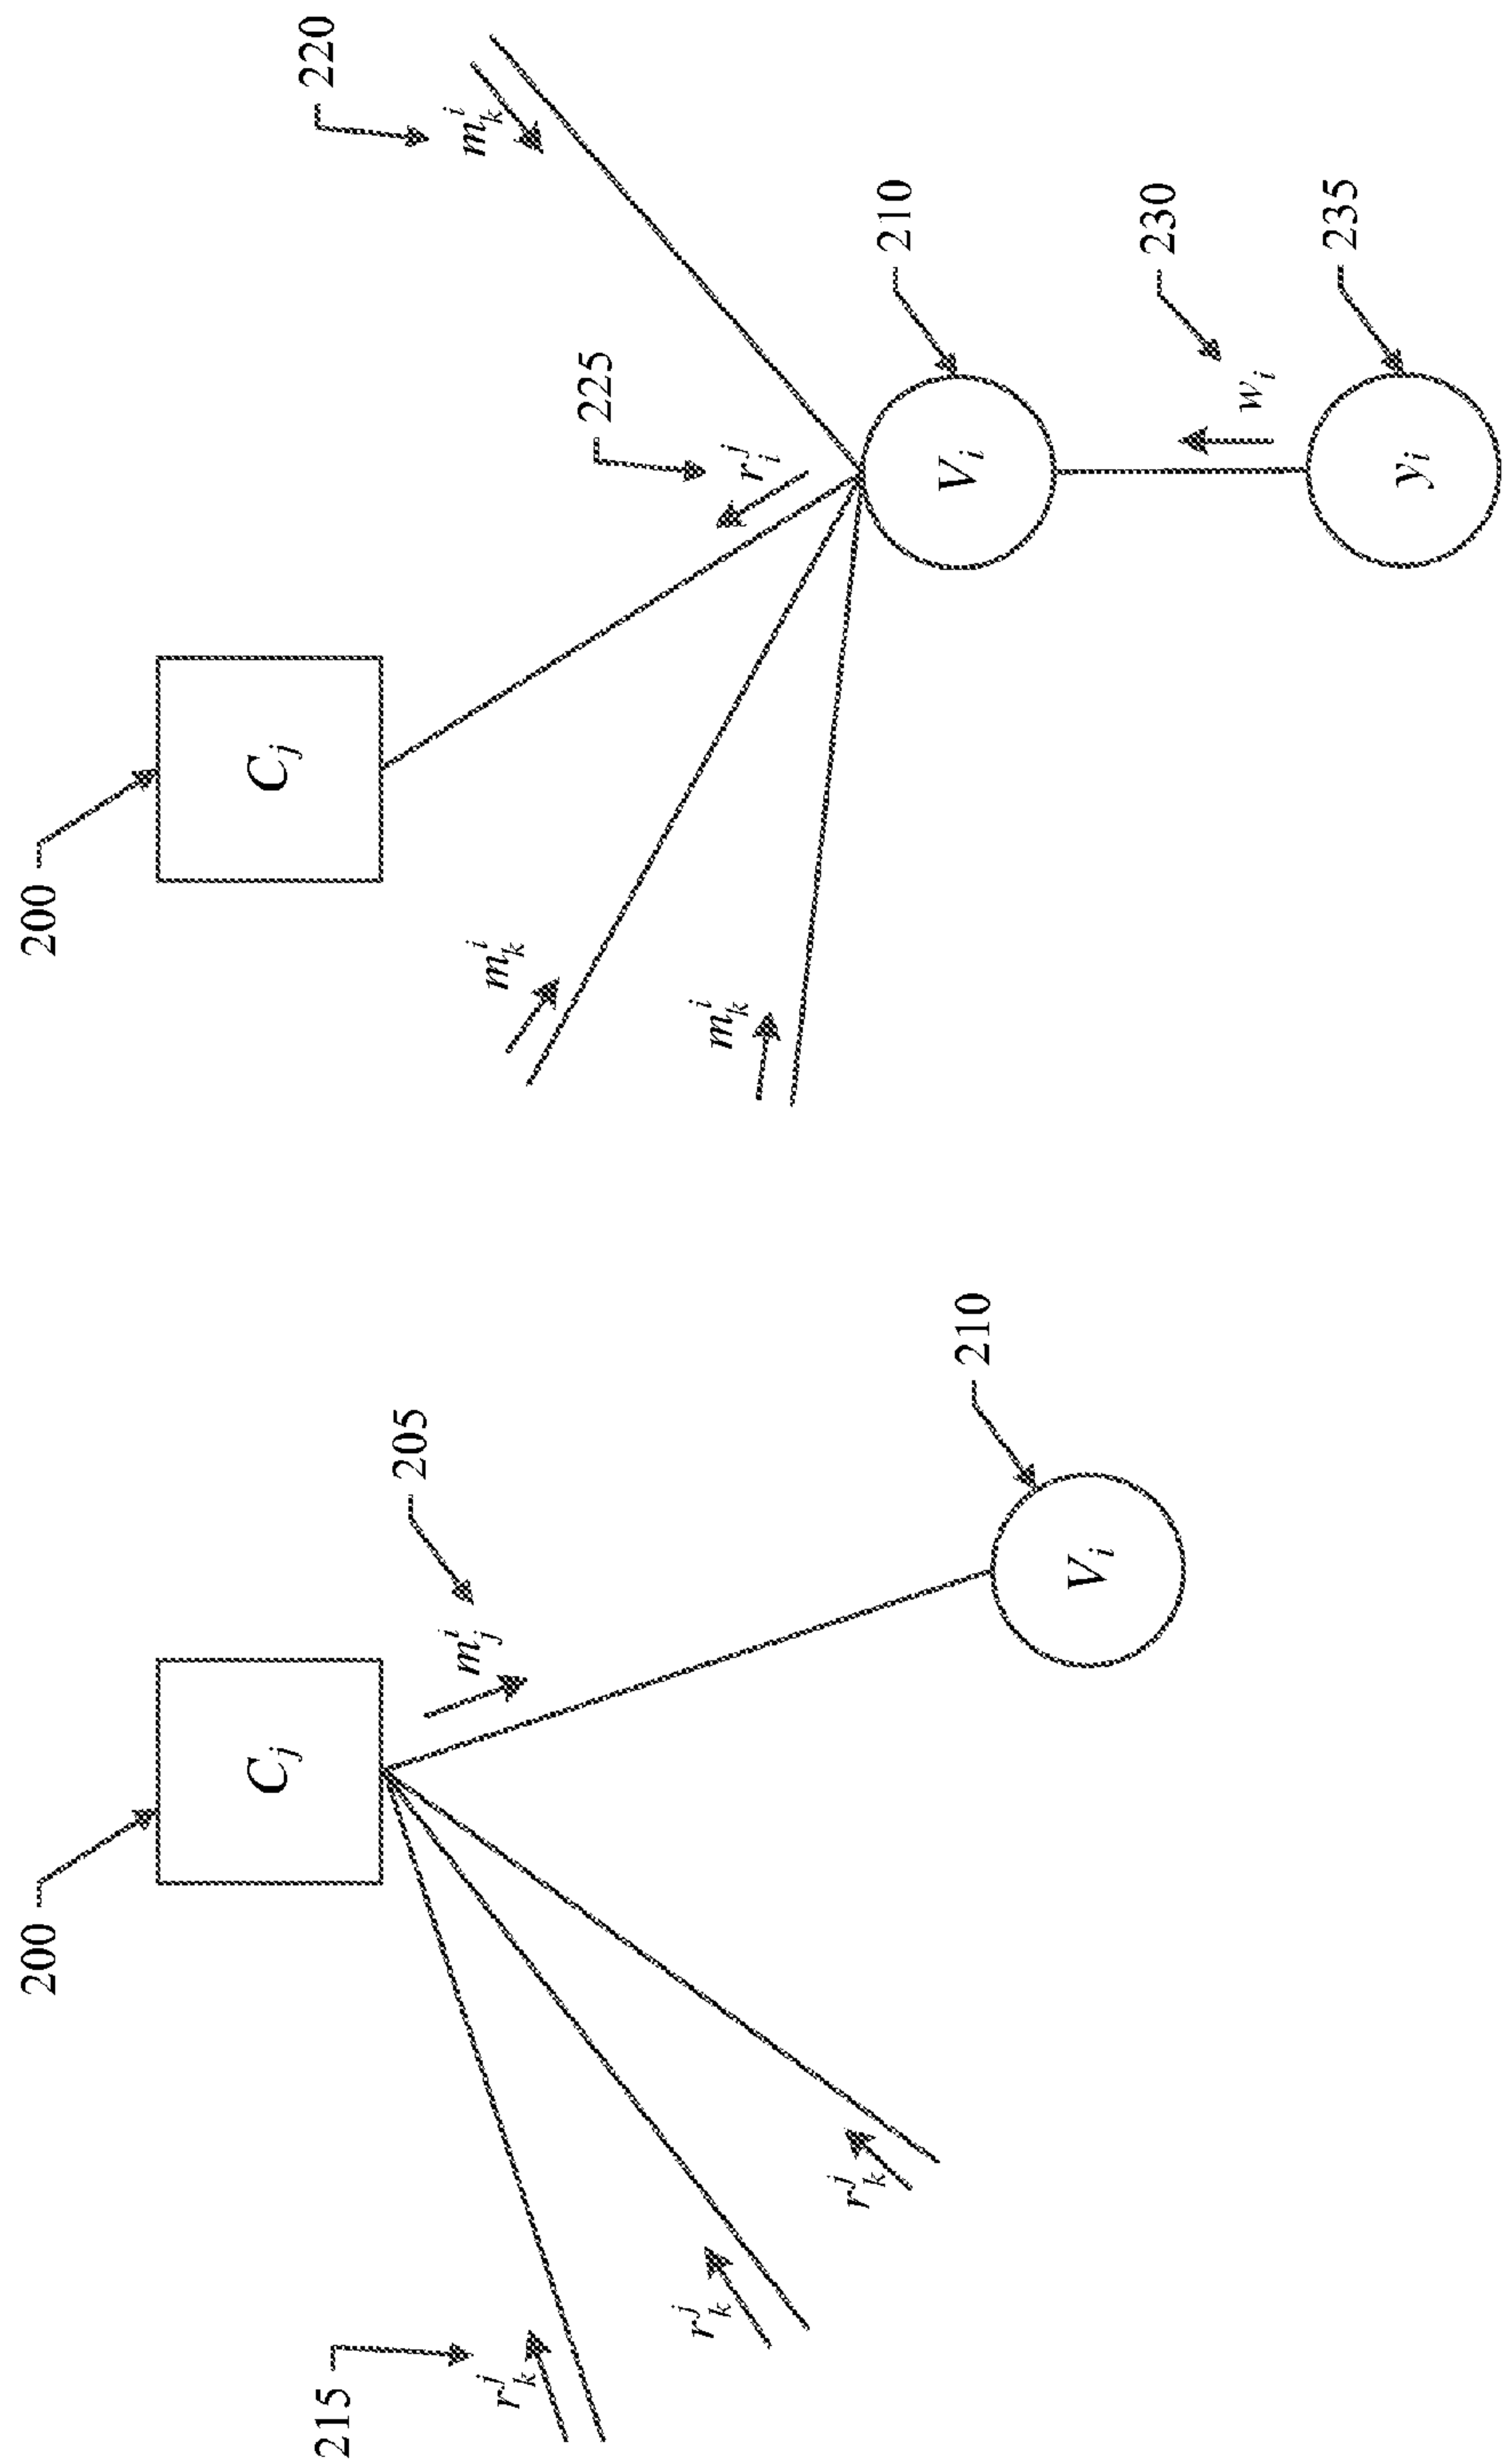 200
C_j
215
205
m_j^i
r_k^j
r_k^j
r_k^j
210
V_i
200
C_j
220
m_k^i
m_k^i
225
r_i^j
m_k^i
210
V_i
230
w_i
235
y_i